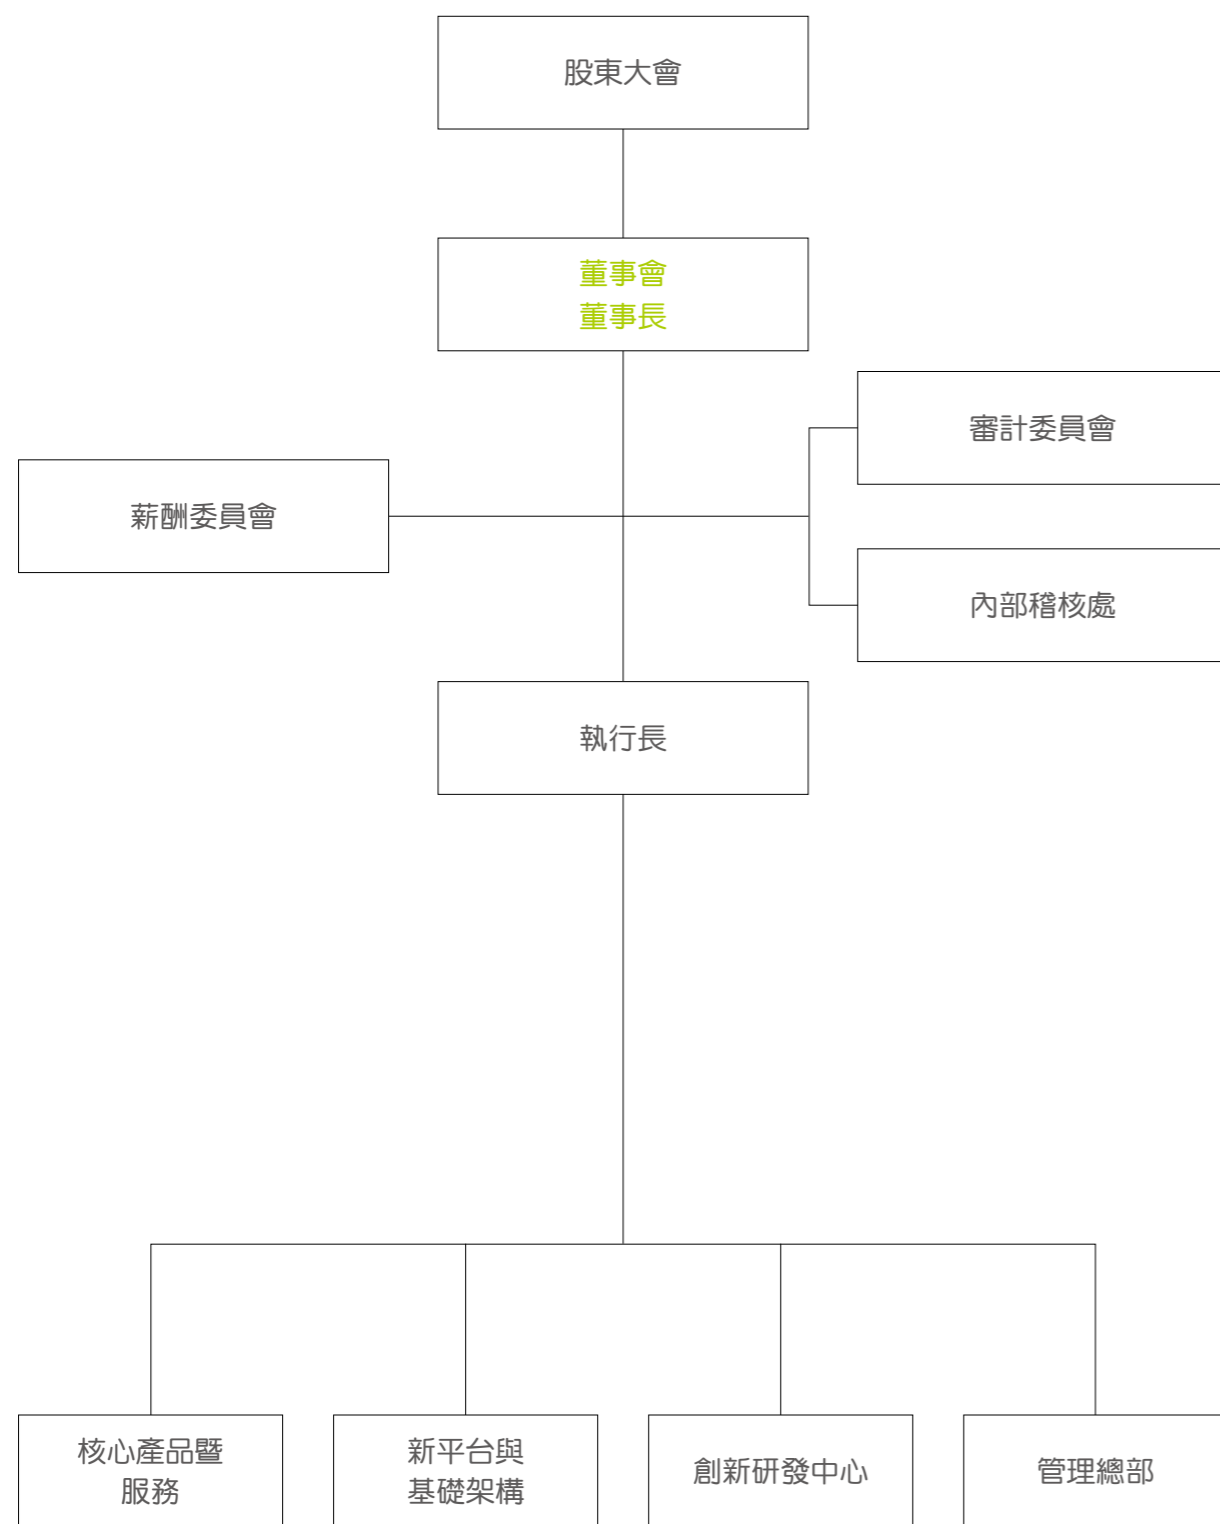 股東大會
董事會
董事長
審計委員會
薪酬委員會
內部稽核處
執行長
核心產品暨
服務
新平台與
基礎架構
創新研發中心
管理總部